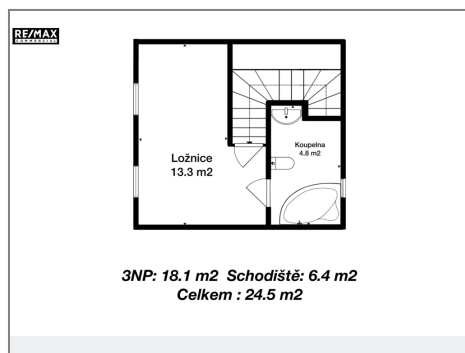 RE/MAX
COMMERCIAL
Ložnice
13.3 m2
Koupelna
4.8 m2
3NP: 18.1 m2 Schodiště: 6.4 m2
Celkem : 24.5 m2